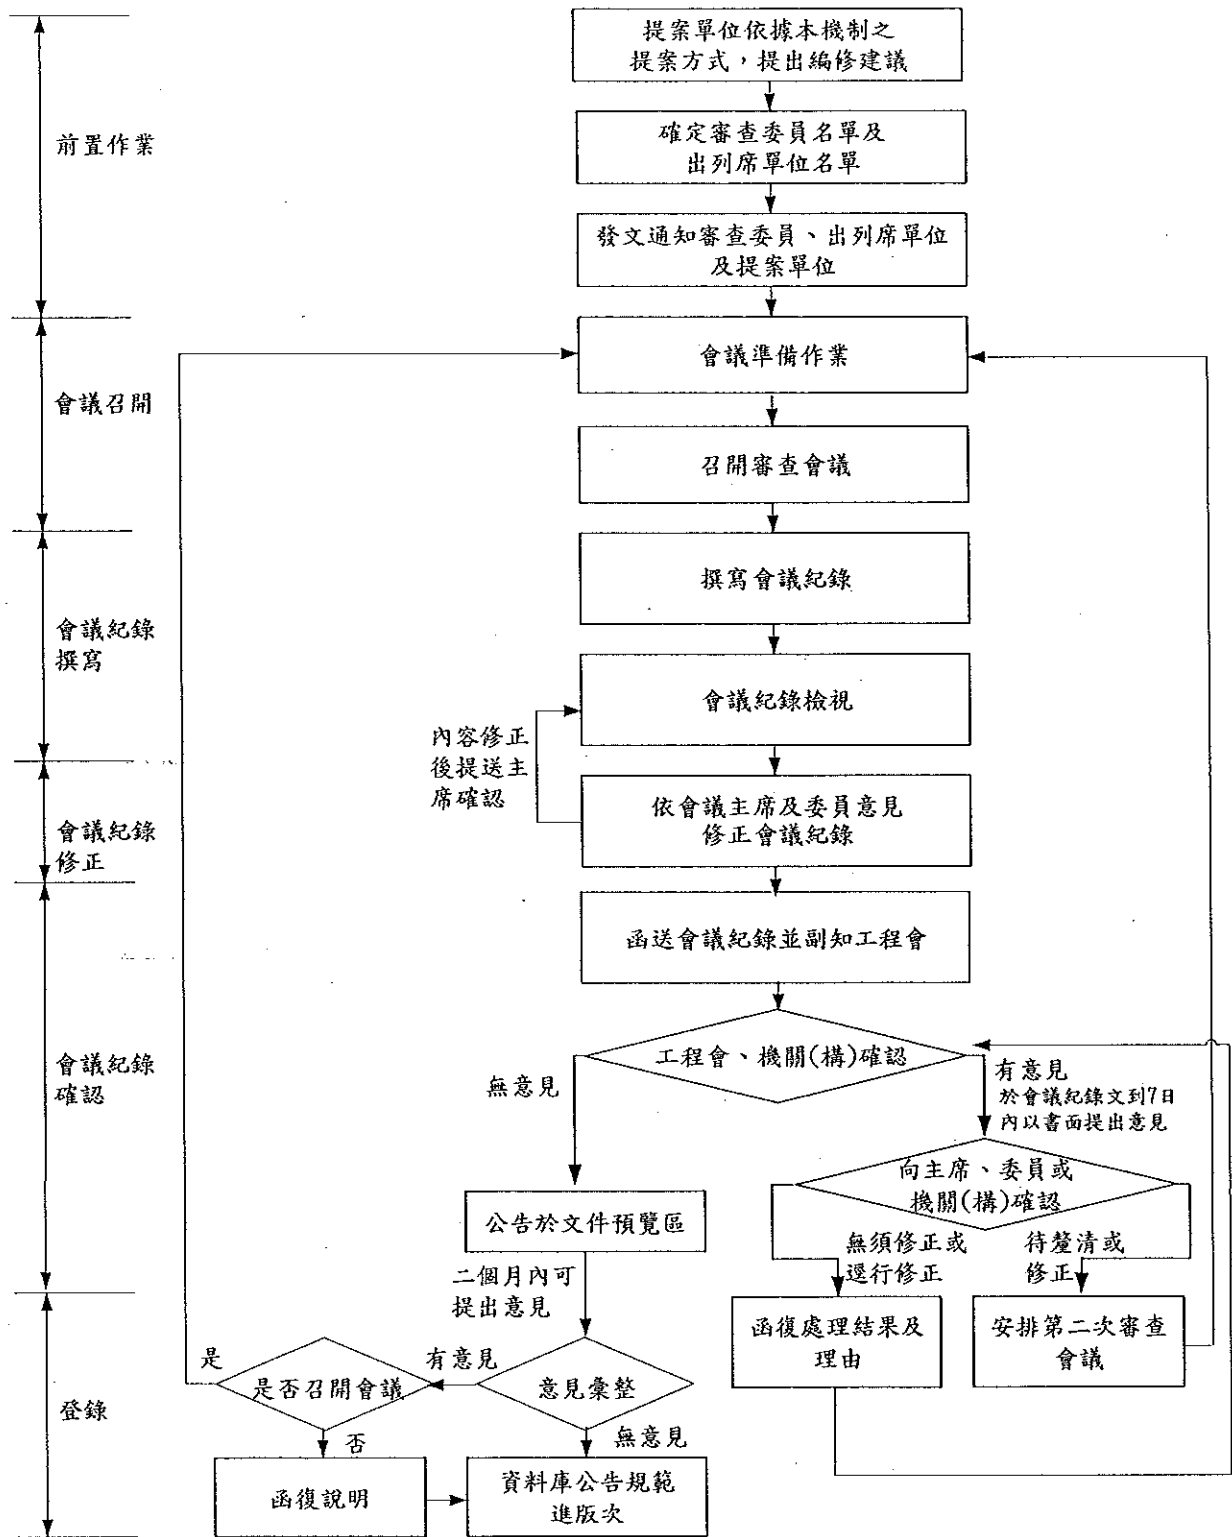 提案單位依據本機制之
提案方式，提出編修建議
前置作業
確定審查委員名單及
出列席單位名單
發文通知審查委員、出列席單位
及提案單位
會議準備作業
會議召開
召開審查會議
撰寫會議紀錄
會議紀錄
撰寫
會議紀錄檢視
內容修正
後提送主
席確認
依會議主席及委員意見
修正會議紀錄
會議紀錄
修正
函送會議紀錄並副知工程會
工程會、機關(構)確認
會議紀錄
確認
無意見
有意見
於會議紀錄文到7日
內以書面提出意見
向主席、委員或
機關(構)確認
公告於文件預覽區
無須修正或
逕行修正
待釐清或
修正
二個月內可
提出意見
函復處理結果及
理由
安排第二次審查
會議
是
有意見
是否召開會議
意見彙整
登錄
否
無意見
函復說明
資料庫公告規範
進版次